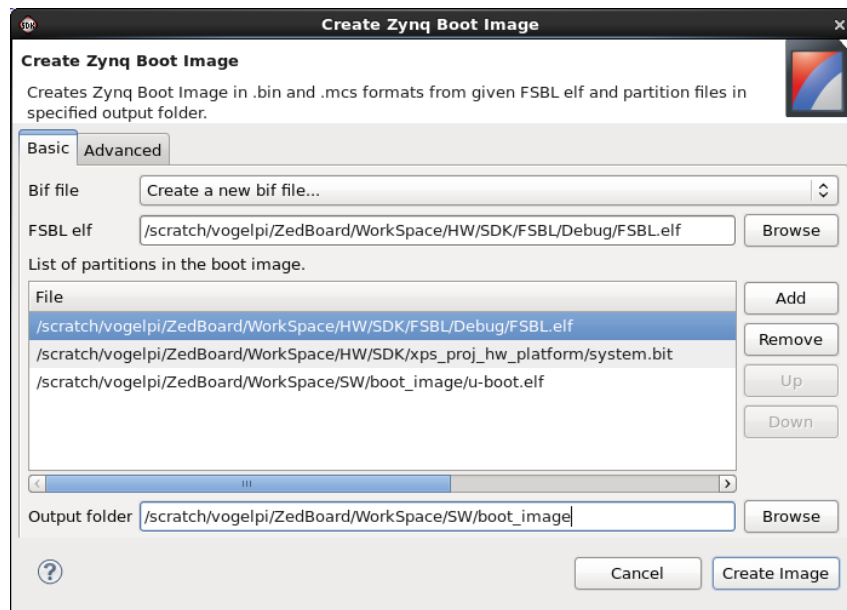 SDK
Create Zynq Boot Image
Create Zynq Boot Image
Creates Zynq Boot Image in .bin and .mcs formats from given FSBL elf and partition files in
specified output folder.
Basic Advanced
Bif file Create a new bif file...
FSBL elf /scratch/vogelpi/ZedBoard/WorkSpace/HW/SDK/FSBL/Debug/FSBL.elf Browse
List of partitions in the boot image.
File Add
/scratch/vogelpi/ZedBoard/WorkSpace/HW/SDK/FSBL/Debug/FSBL.elf
Remove
/scratch/vogelpi/ZedBoard/WorkSpace/HW/SDK/xps_proj_hw_platform/system.bit
/scratch/vogelpi/ZedBoard/WorkSpace/SW/boot_image/u-boot.elf Up
Down
Output folder /scratch/vogelpi/ZedBoard/WorkSpace/SW/boot_image Browse
? Cancel Create Image